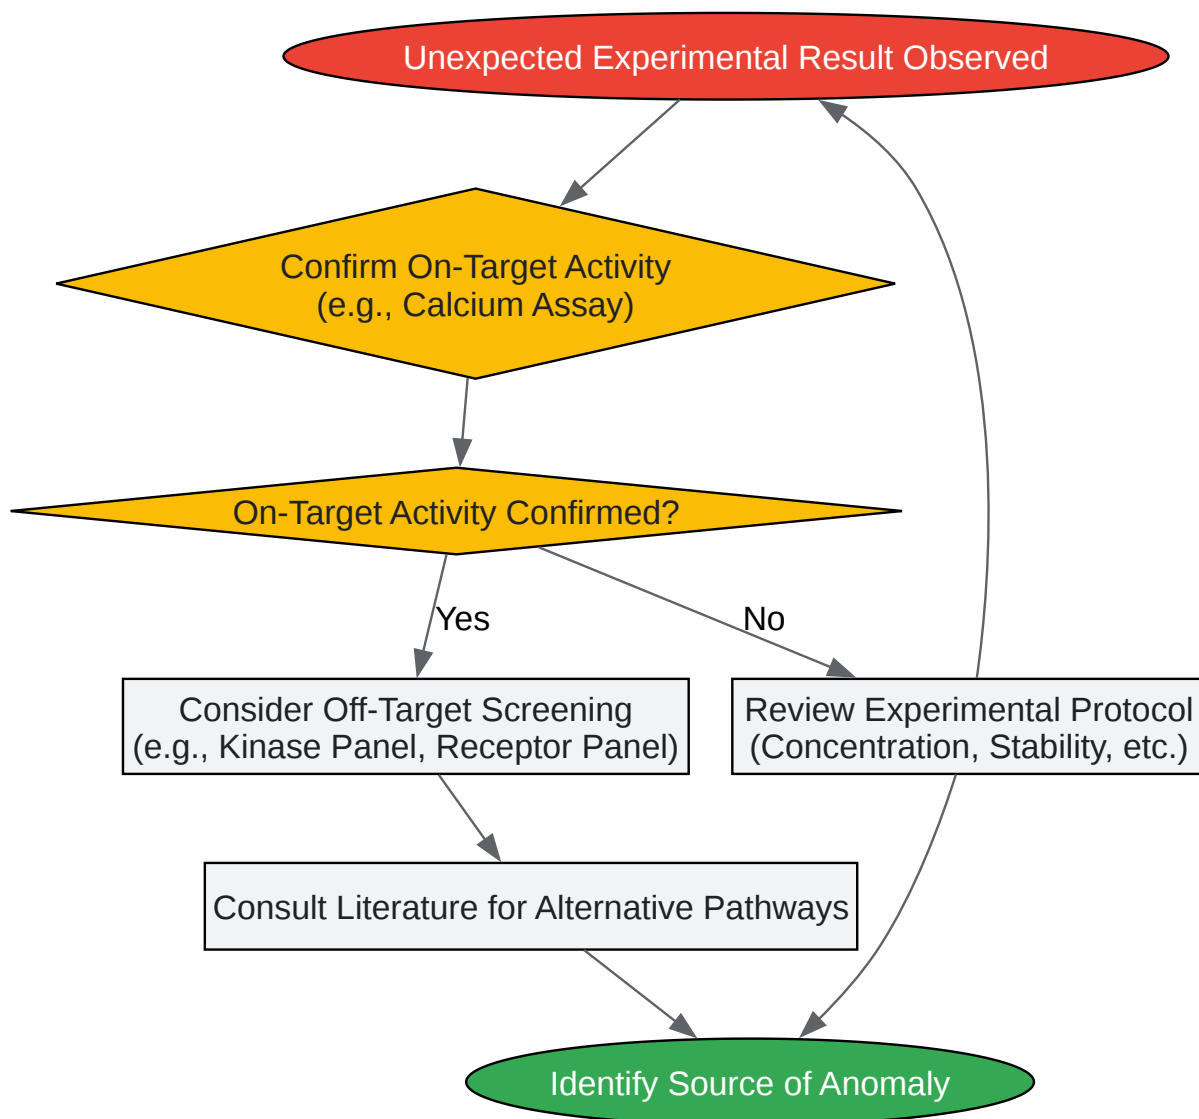 Unexpected Experimental Result Observed
Confirm On-Target Activity
(e.g., Calcium Assay)
On-Target Activity Confirmed?
Yes
No
Consider Off-Target Screening
(e.g., Kinase Panel, Receptor Panel)
Review Experimental Protocol
(Concentration, Stability, etc.)
Consult Literature for Alternative Pathways
Identify Source of Anomaly